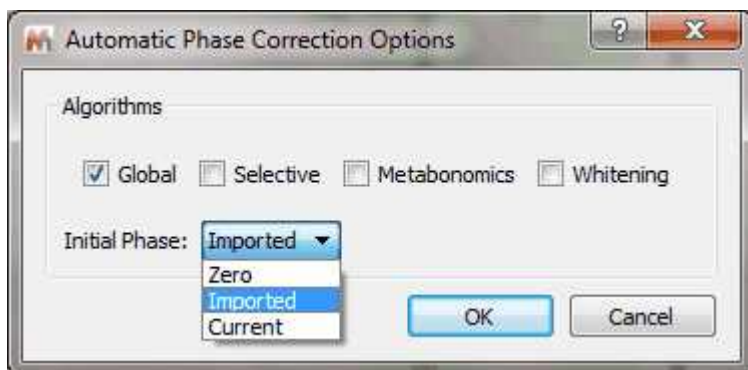 Automatic Phase Correction Options
?
X
Algorithms
Global Selective Metabonomics Whitening
Initial Phase: Imported
Zero
Imported
Current
OK Cancel